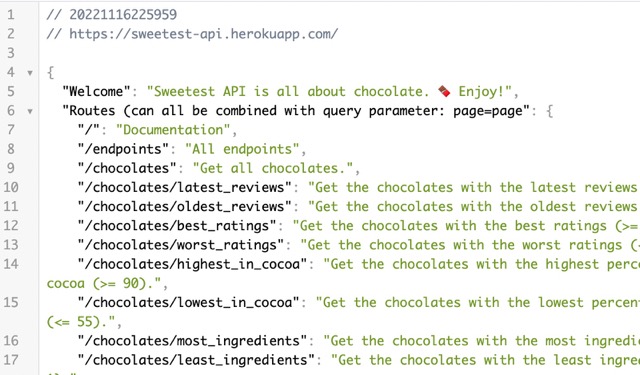 1 // 20221116225959
2 // https://sweetest-api.herokuapp.com/
3
4 {
5 "Welcome": "Sweetest API is all about chocolate. 🍫 Enjoy!",
6 "Routes (can all be combined with query parameter: page=page": {
7 "/": "Documentation",
8 "/endpoints": "All endpoints",
9 "/chocolates": "Get all chocolates.",
10 "/chocolates/latest_reviews": "Get the chocolates with the latest reviews
11 "/chocolates/oldest_reviews": "Get the chocolates with the oldest reviews
12 "/chocolates/best_ratings": "Get the chocolates with the best ratings (>=
13 "/chocolates/worst_ratings": "Get the chocolates with the worst ratings (
14 "/chocolates/highest_in_cocoa": "Get the chocolates with the highest perc
cocoa (>= 90).",
15 "/chocolates/lowest_in_cocoa": "Get the chocolates with the lowest percen
(<= 55).",
16 "/chocolates/most_ingredients": "Get the chocolates with the most ingredi
17 "/chocolates/least_ingredients": "Get the chocolates with the least ingre